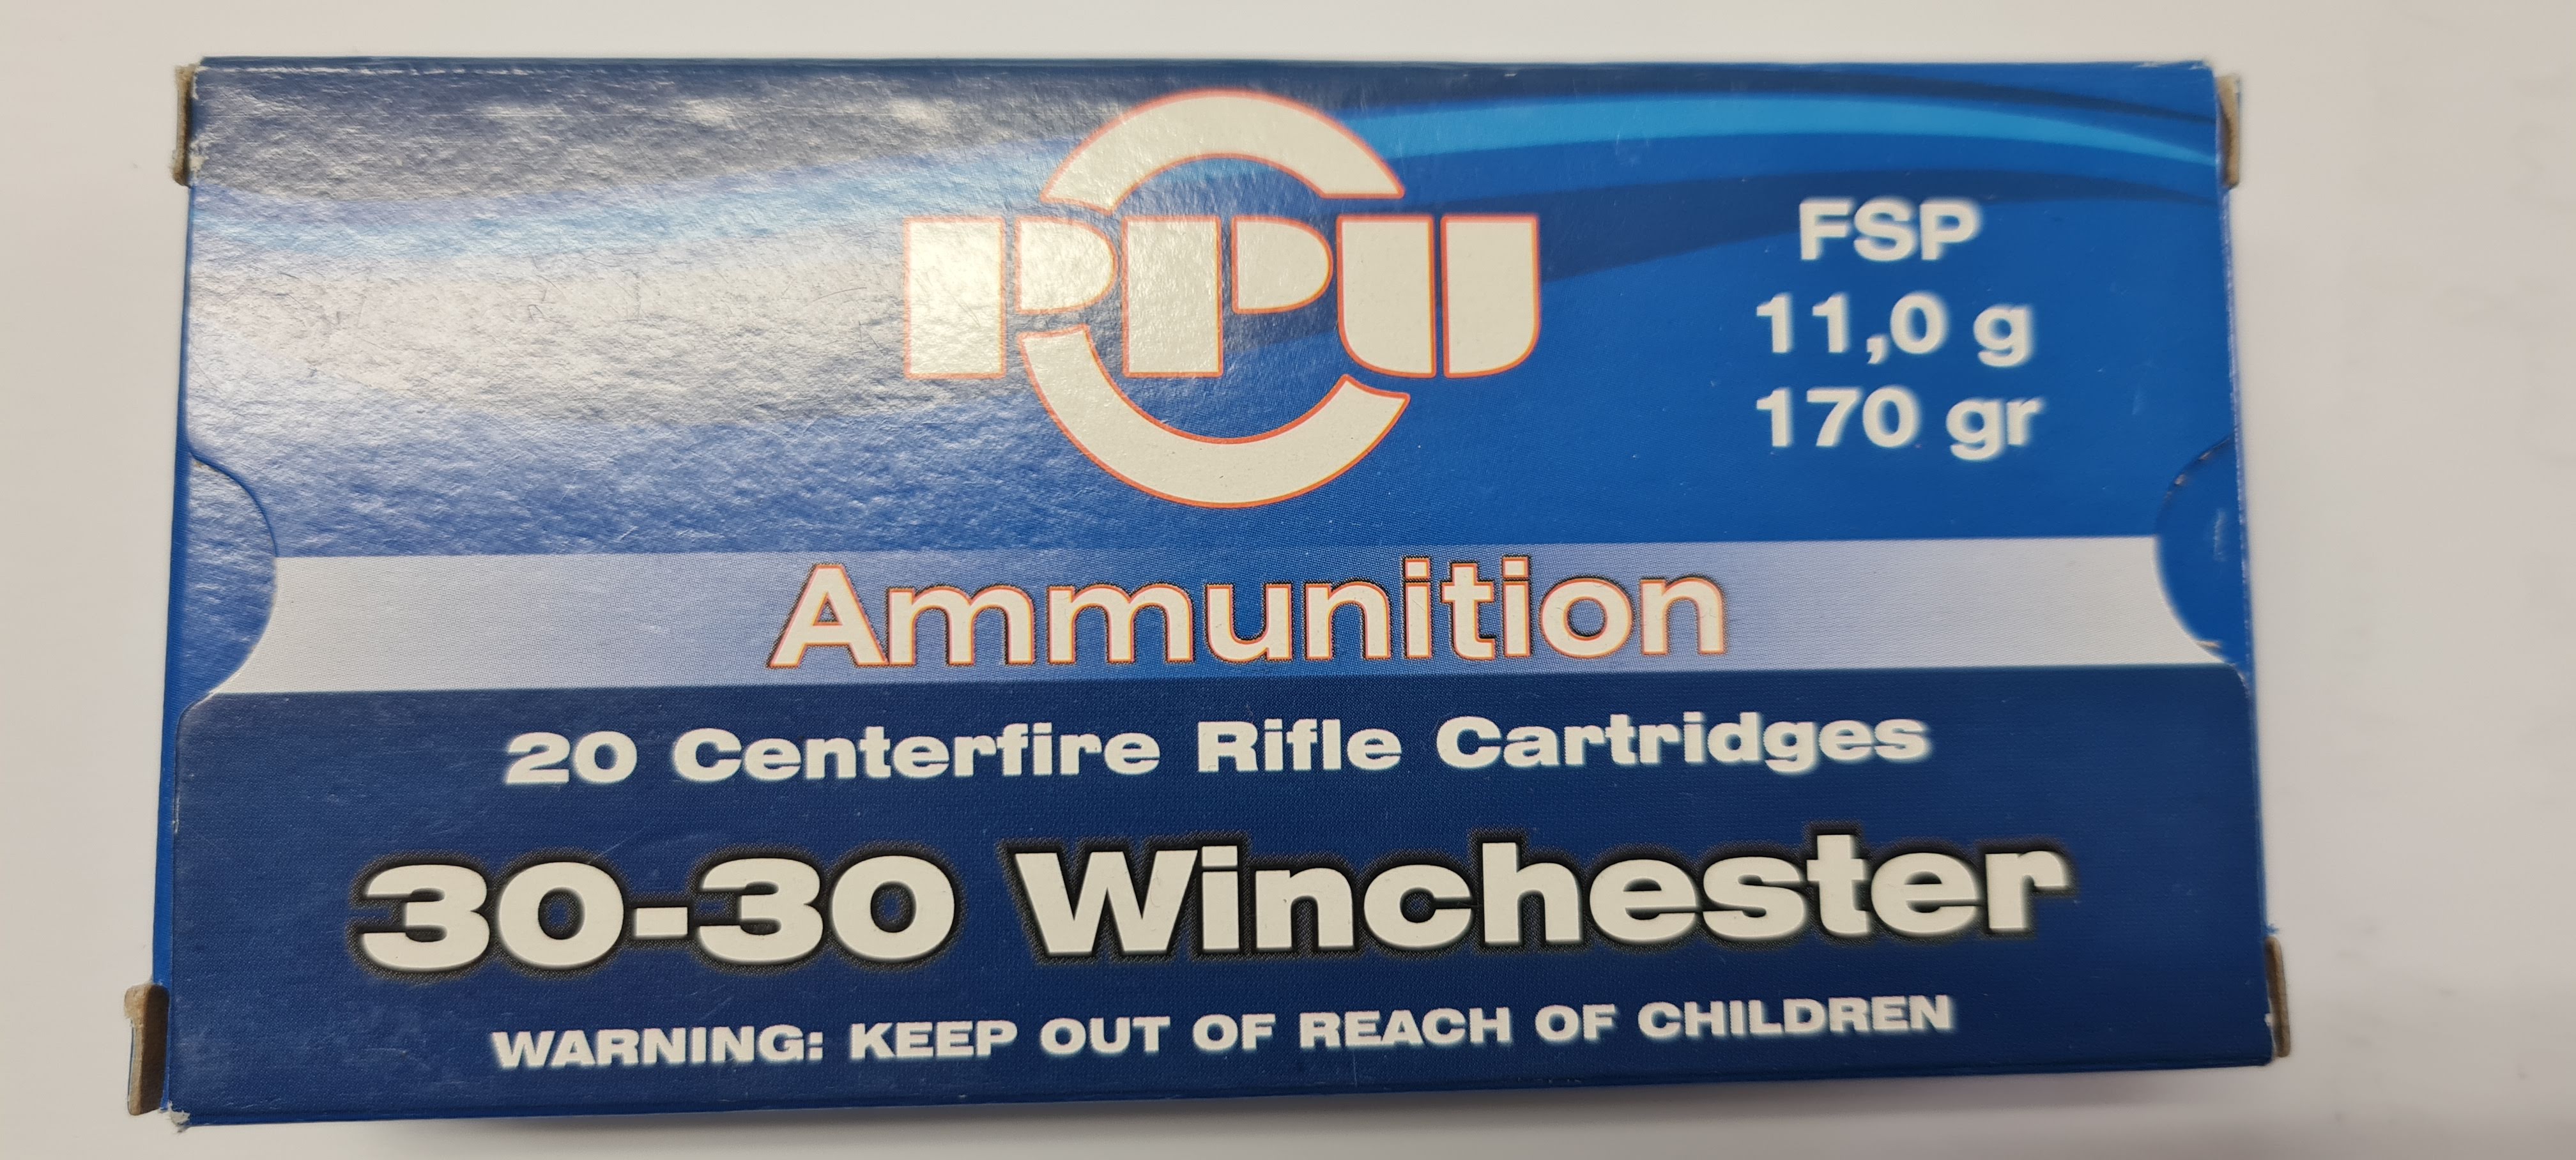 PPU
FSP
11,0 g
170 gr
Ammunition
20 Centerfire Rifle Cartridges
30-30 Winchester
WARNING: KEEP OUT OF REACH OF CHILDREN